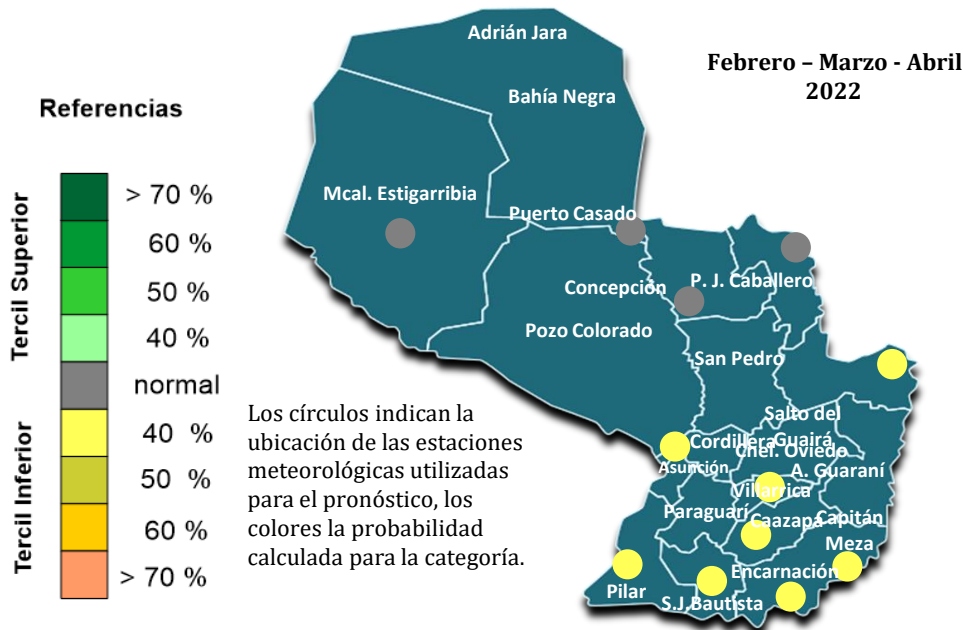 Febrero – Marzo - Abril
2022
Referencias
Tercil Superior
> 70 %
60 %
50 %
40 %
normal
Tercil Inferior
40 %
50 %
60 %
> 70 %
Los círculos indican la
ubicación de las estaciones
meteorológicas utilizadas
para el pronóstico, los
colores la probabilidad
calculada para la categoría.
Adrián Jara
Bahía Negra
Mcal. Estigarribia
Puerto Casado
P. J. Caballero
Concepción
Pozo Colorado
San Pedro
Salto del
Guairá
Cordillera
Cnel. Oviedo
Asunción
A. Guaraní
Villarrica
Paraguarí
Caazapá
Capitán
Meza
Encarnación
Pilar
S.J.Bautista